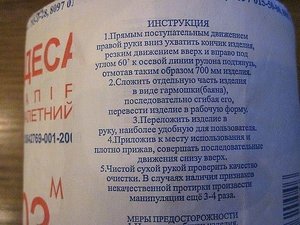 ИНСТРУКЦИЯ
1.Прямым поступательным движением
правой руки вниз ухватить кончик изделия,
резким движением вверх и вправо под
углом 60° к осевой линии рулона подтянуть,
отмотав таким образом 700 мм изделия.
2.Сложить отдельную часть изделия
в виде гармошки(баяна),
последовательно сгибая его,
перевести изделие в рабочую форму.
3.Переложить изделие в
руку, наиболее удобную для пользователя.
4.Приложив к месту использования и
плотно прижав, совершать последовательные
движения снизу вверх.
5.Чистой сухой рукой проверить качество
очистки. В случаях наличия признаков
некачественной протирки произвести
манипуляции ещё 3-4 раза.
МЕРЫ ПРЕДОСТОРОЖНОСТИ
ДЕСА
АПІЕ
ЛЕТНИЙ
М